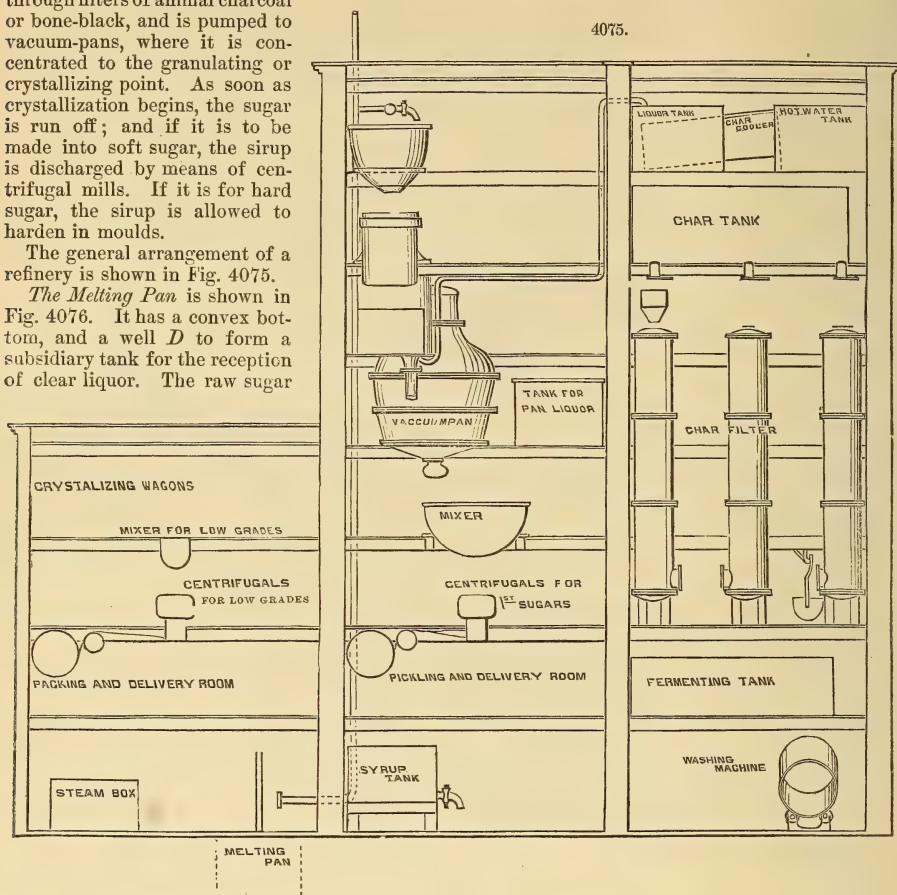 through filters of animal charcoal
or bone-black, and is pumped to
vacuum-pans, where it is con-
centrated to the granulating or
crystallizing point. As soon as
crystallization begins, the sugar
is run off; and if it is to be
made into soft sugar, the sirup
is discharged by means of cen-
trifugal mills. If it is for hard
sugar, the sirup is allowed to
harden in moulds.
The general arrangement of a
refinery is shown in Fig. 4075.
The Melting Pan is shown in
Fig. 4076. It has a convex bot-
tom, and a well D to form a
subsidiary tank for the reception
of clear liquor. The raw sugar
4075.
LIQUOR TANK
CHAR
COOLER
HOT WATER
TANK
CHAR TANK
TANK FOR
PAN LIQUOR
VACCUUMPAN
CHAR FILTER
CRYSTALIZING WAGONS
MIXER FOR LOW GRADES
MIXER
CENTRIFUGALS
FOR LOW GRADES
CENTRIFUGALS FOR
1ST SUGARS
PACKING AND DELIVERY ROOM
PICKLING AND DELIVERY ROOM
FERMENTING TANK
STEAM BOX
SYRUP
TANK
WASHING
MACHINE
MELTING
PAN